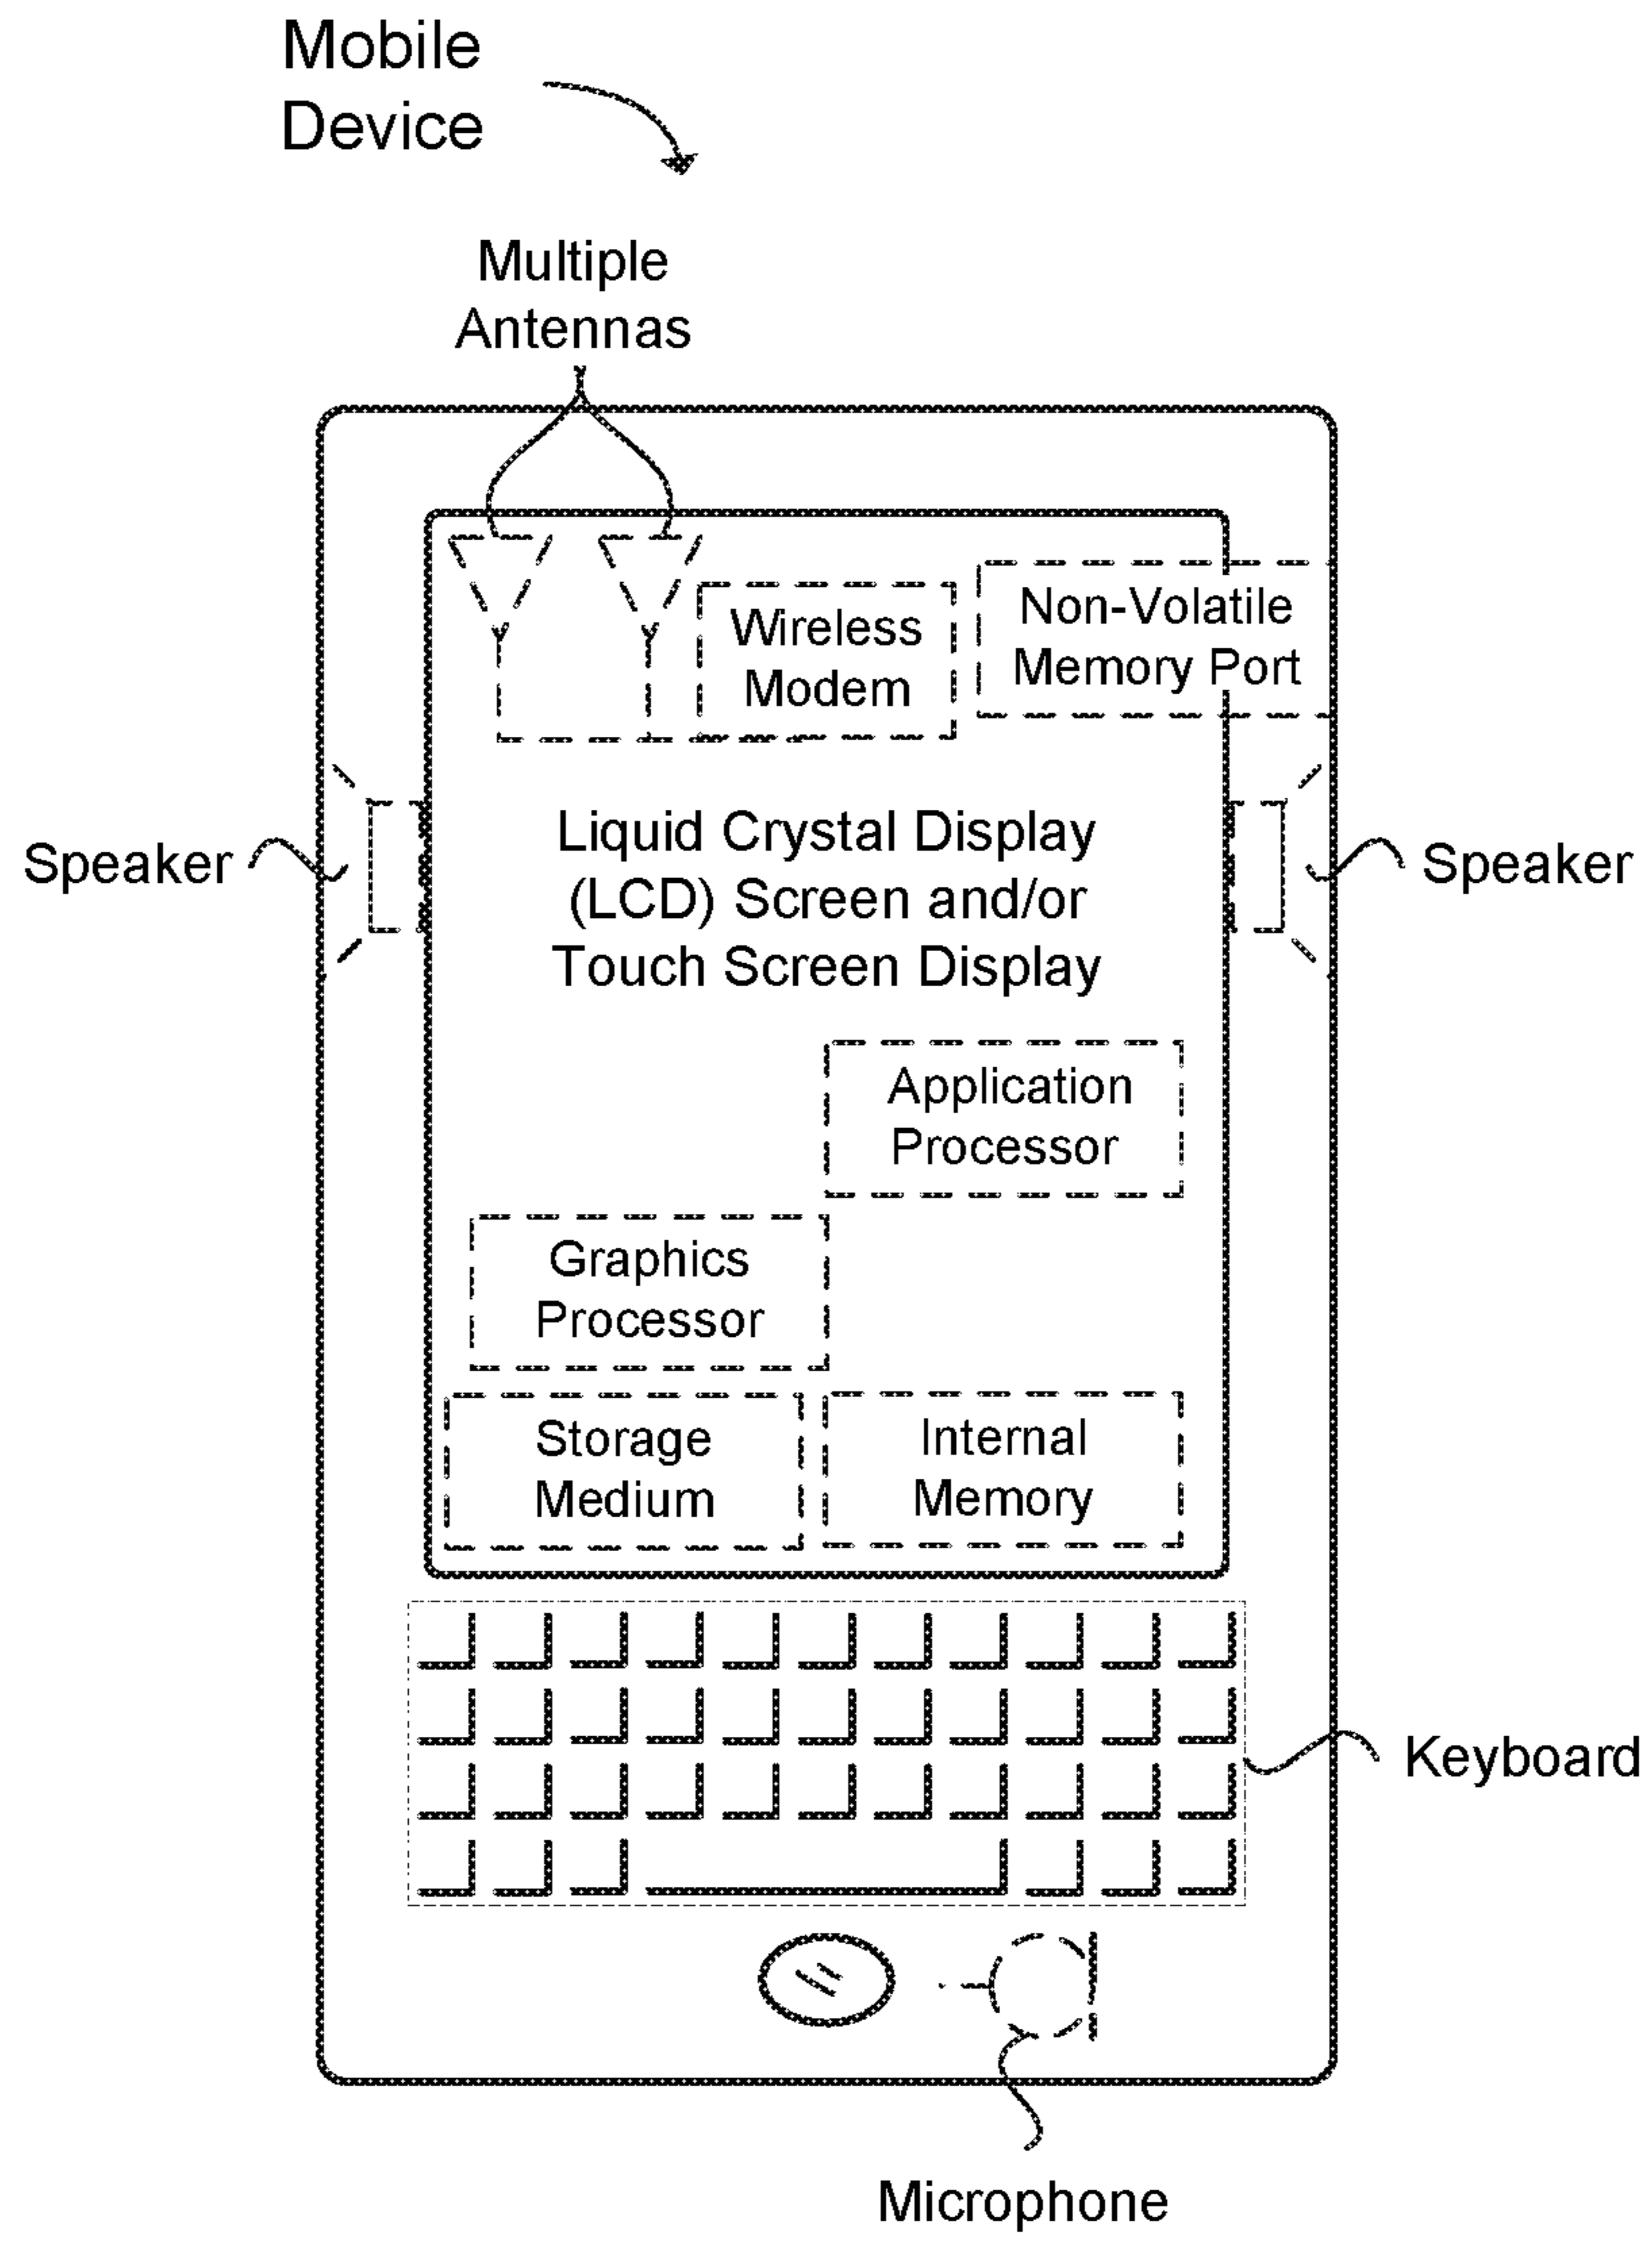 Mobile
Device
Multiple
Antennas
Wireless
Modem
Non-Volatile
Memory Port
Speaker
Liquid Crystal Display
(LCD) Screen and/or
Touch Screen Display
Speaker
Application
Processor
Graphics
Processor
Storage
Medium
Internal
Memory
Keyboard
Microphone